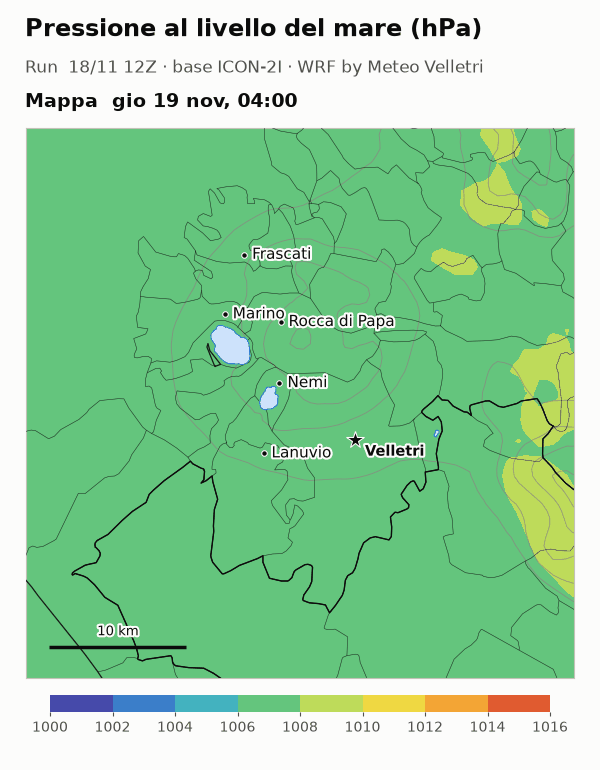 Pressione al livello del mare (hPa)
Run  18/11 12Z · base ICON-2I · WRF by Meteo Velletri
Mappa  gio 19 nov, 04:00
Frascati
Marino
Rocca di Papa
Nemi
Velletri
Lanuvio
10 km
1000 1002 1004 1006 1008 1010 1012 1014 1016